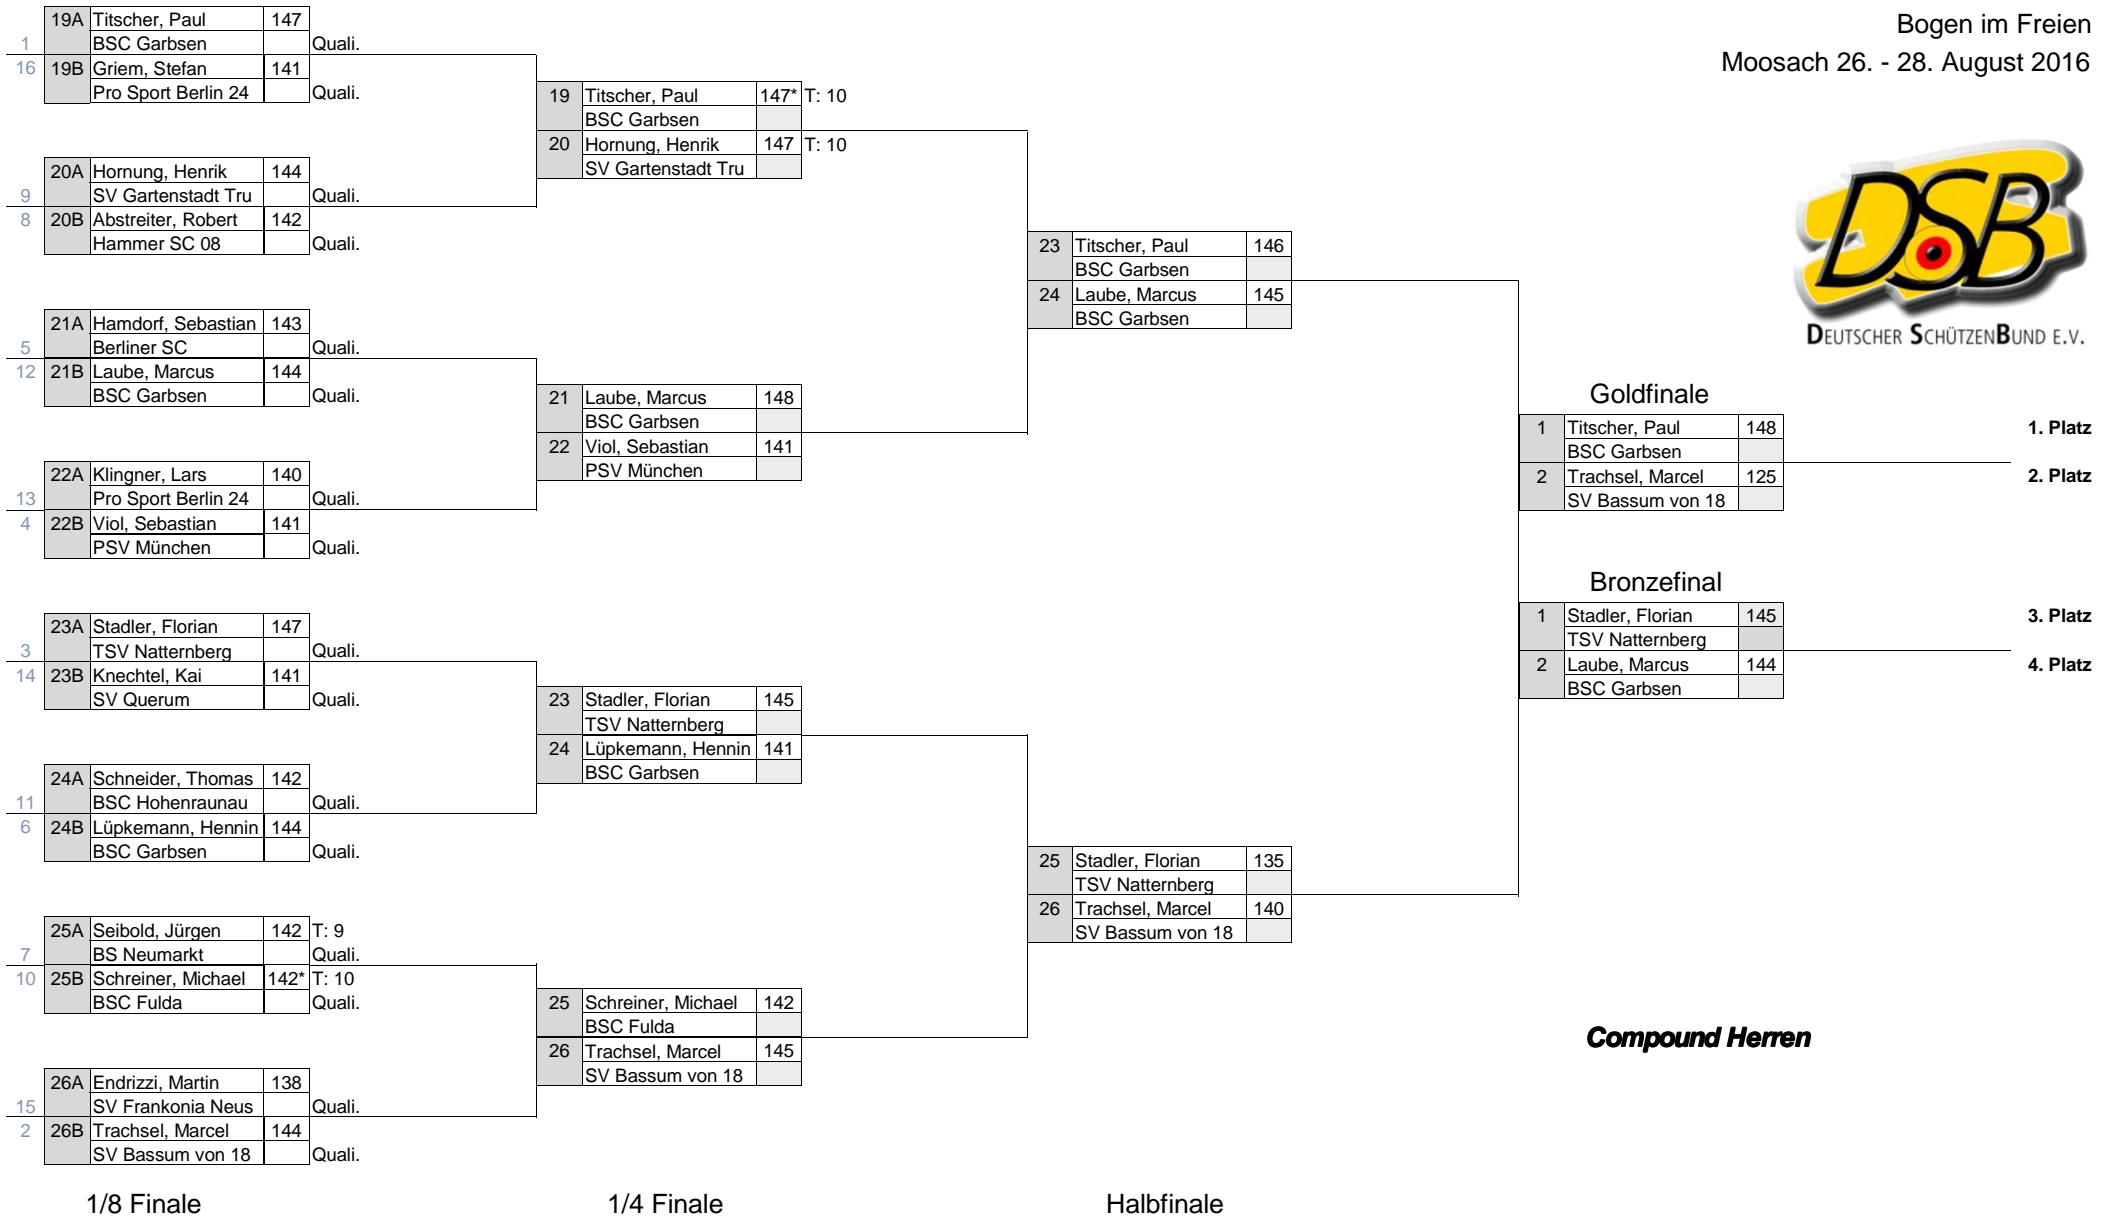 Bogen im Freien
Moosach 26. - 28. August 2016
DSB
DEUTSCHER SCHÜTZENBUND E.V.
19A Titscher, Paul 147
1 BSC Garbsen Quali.
16 19B Griem, Stefan 141
Pro Sport Berlin 24 Quali.
20A Hornung, Henrik 144
9 SV Gartenstadt Tru Quali.
8 20B Abstreiter, Robert 142
Hammer SC 08 Quali.
21A Hamdorf, Sebastian 143
5 Berliner SC Quali.
12 21B Laube, Marcus 144
BSC Garbsen Quali.
22A Klingner, Lars 140
13 Pro Sport Berlin 24 Quali.
4 22B Viol, Sebastian 141
PSV München Quali.
23A Stadler, Florian 147
3 TSV Natternberg Quali.
14 23B Knechtel, Kai 141
SV Querum Quali.
24A Schneider, Thomas 142
11 BSC Hohenraunau Quali.
6 24B Lüpkemann, Hennin 144
BSC Garbsen Quali.
25A Seibold, Jürgen 142 T: 9
7 BS Neumarkt Quali.
10 25B Schreiner, Michael 142* T: 10
BSC Fulda Quali.
26A Endrizzi, Martin 138
15 SV Frankonia Neus Quali.
2 26B Trachsel, Marcel 144
SV Bassum von 18 Quali.
1/8 Finale
19 Titscher, Paul 147* T: 10
BSC Garbsen
20 Hornung, Henrik 147 T: 10
SV Gartenstadt Tru
21 Laube, Marcus 148
BSC Garbsen
22 Viol, Sebastian 141
PSV München
23 Stadler, Florian 145
TSV Natternberg
24 Lüpkemann, Hennin 141
BSC Garbsen
25 Schreiner, Michael 142
BSC Fulda
26 Trachsel, Marcel 145
SV Bassum von 18
1/4 Finale
23 Titscher, Paul 146
BSC Garbsen
24 Laube, Marcus 145
BSC Garbsen
25 Stadler, Florian 135
TSV Natternberg
26 Trachsel, Marcel 140
SV Bassum von 18
Halbfinale
Goldfinale
1 Titscher, Paul 148 1. Platz
BSC Garbsen
2 Trachsel, Marcel 125 2. Platz
SV Bassum von 18
Bronzefinal
1 Stadler, Florian 145 3. Platz
TSV Natternberg
2 Laube, Marcus 144 4. Platz
BSC Garbsen
Compound Herren